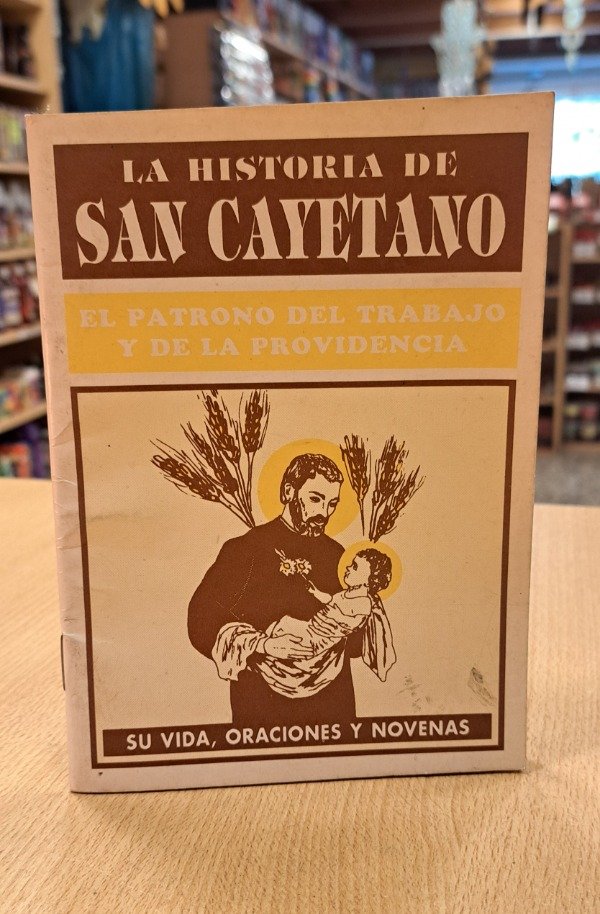 LA HISTORIA DE
SAN CAYETANO
EL PATRONO DEL TRABAJO
Y DE LA PROVIDENCIA
SU VIDA, ORACIONES Y NOVENAS